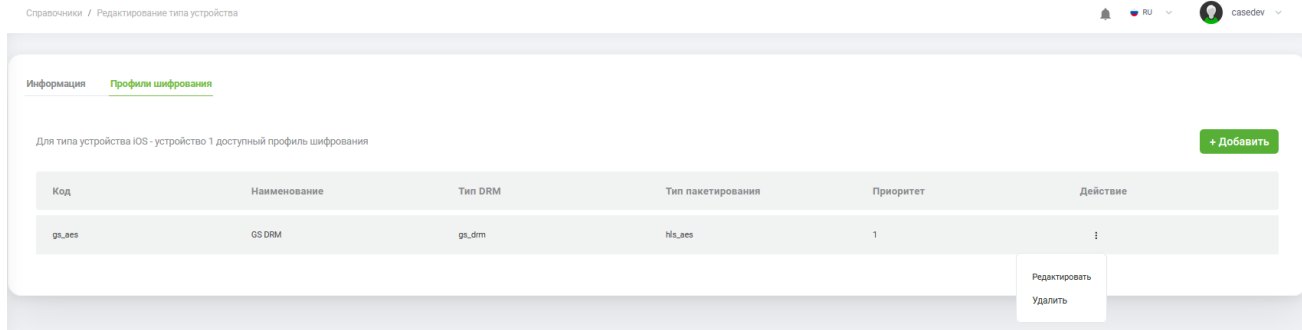 Справочники / Редактирование типа устройства
RU
casedev
Информация
Профили шифрования
Для типа устройства iOS - устройство 1 доступный профиль шифрования
+ Добавить
Код Наименование Тип DRM Тип пакетирования Приоритет Действие
gs_aes GS DRM gs_drm hls_aes 1
Редактировать
Удалить